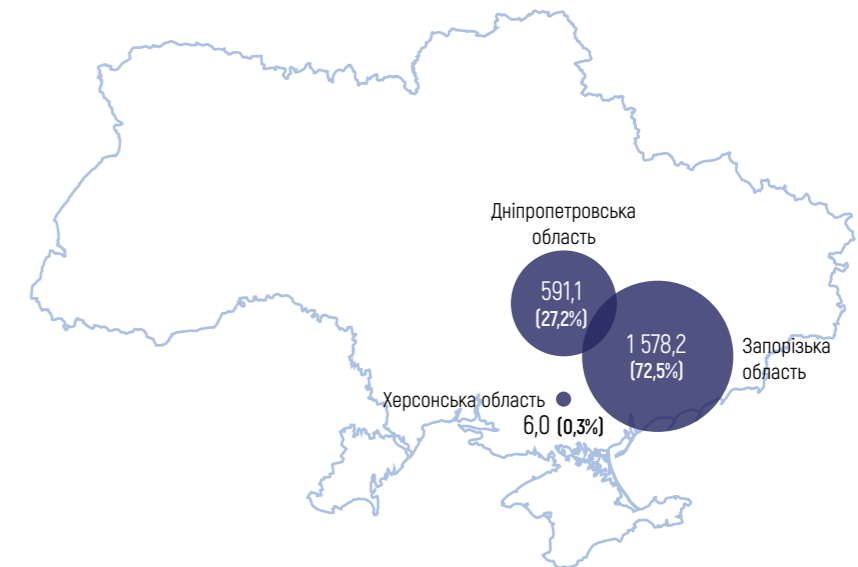 Дніпропетровська
область
591,1
(27,2%)
1 578,2
(72,5%)
Запорізька
область
Херсонська область
6,0 (0,3%)